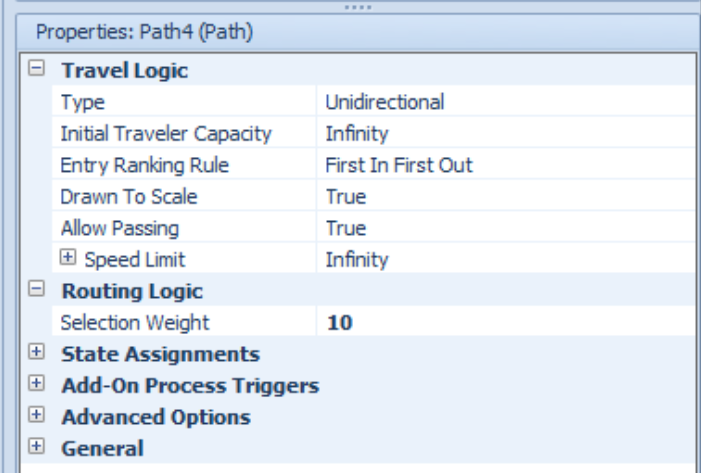 Properties: Path4 (Path)
Travel Logic
Type Unidirectional
Initial Traveler Capacity Infinity
Entry Ranking Rule First In First Out
Drawn To Scale True
Allow Passing True
Speed Limit Infinity
Routing Logic
Selection Weight 10
State Assignments
Add-On Process Triggers
Advanced Options
General